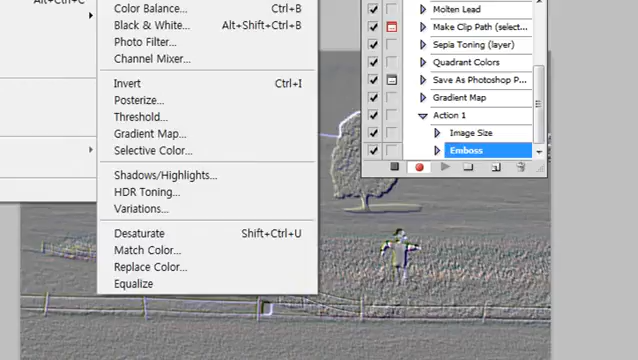 Alt+Ctrl+C
Color Balance... Ctrl+B
Black & White... Alt+Shift+Ctrl+B
Photo Filter...
Channel Mixer...
Invert Ctrl+I
Posterize...
Threshold...
Gradient Map...
Selective Color...
Shadows/Highlights...
HDR Toning...
Variations...
Desaturate Shift+Ctrl+U
Match Color...
Replace Color...
Equalize
Molten Lead
Make Clip Path (select...
Sepia Toning (layer)
Quadrant Colors
Save As Photoshop P...
Gradient Map
Action 1
Image Size
Emboss